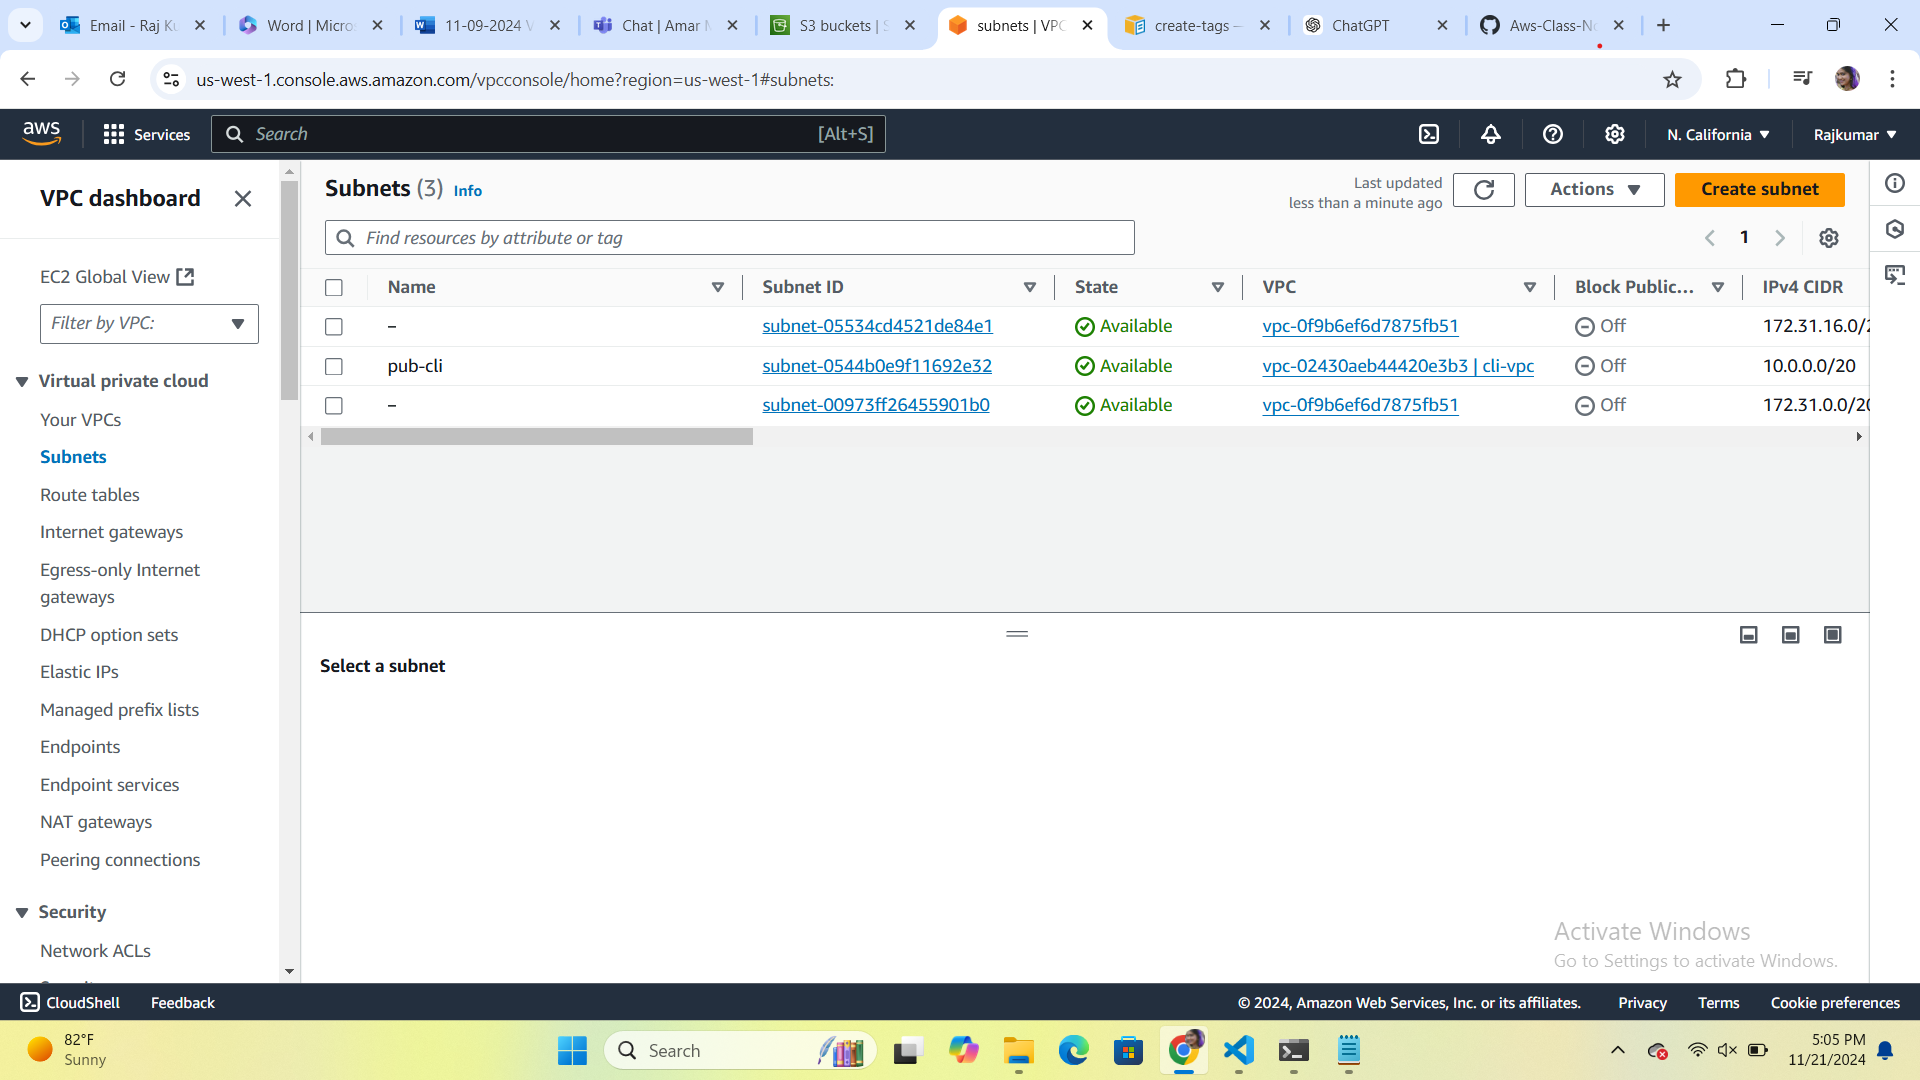 Email - Raj Ku
Word | Micros
11-09-2024 V
Chat | Amar M
S3 buckets | S
subnets | VPC
create-tags —
ChatGPT
Aws-Class-No
us-west-1.console.aws.amazon.com/vpcconsole/home?region=us-west-1#subnets:
aws
Services
Search
[Alt+S]
N. California
Rajkumar
VPC dashboard
EC2 Global View
Filter by VPC:
Virtual private cloud
Your VPCs
Subnets
Route tables
Internet gateways
Egress-only Internet
gateways
DHCP option sets
Elastic IPs
Managed prefix lists
Endpoints
Endpoint services
NAT gateways
Peering connections
Security
Network ACLs
Subnets (3) Info
Last updated
less than a minute ago
Actions
Create subnet
Find resources by attribute or tag
1
Name Subnet ID State VPC Block Public... IPv4 CIDR
– subnet-05534cd4521de84e1 Available vpc-0f9b6ef6d7875fb51 Off 172.31.16.0/2
pub-cli subnet-0544b0e9f11692e32 Available vpc-02430aeb44420e3b3 | cli-vpc Off 10.0.0.0/20
– subnet-00973ff26455901b0 Available vpc-0f9b6ef6d7875fb51 Off 172.31.0.0/20
Select a subnet
Activate Windows
Go to Settings to activate Windows.
CloudShell
Feedback
© 2024, Amazon Web Services, Inc. or its affiliates.
Privacy
Terms
Cookie preferences
82°F
Sunny
Search
5:05 PM
11/21/2024